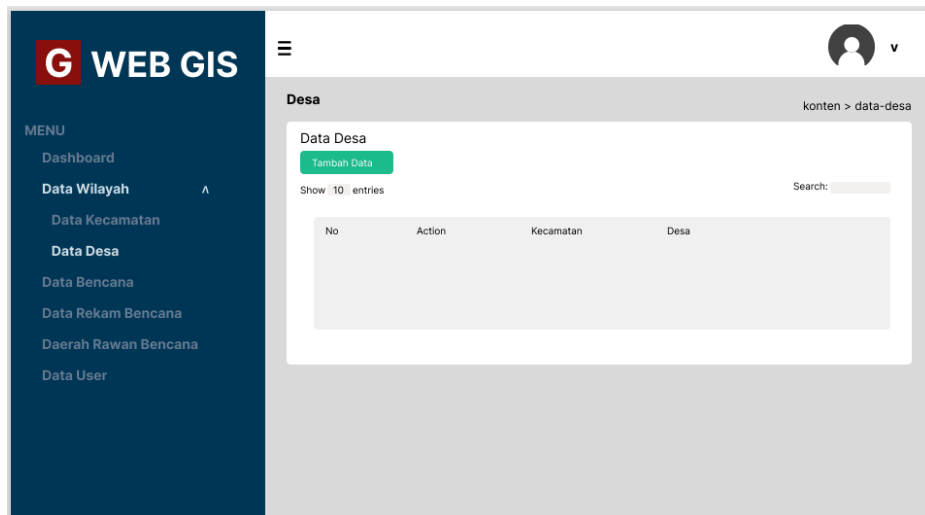 G WEB GIS
MENU
Dashboard
Data Wilayah ʌ
Data Kecamatan
Data Desa
Data Bencana
Data Rekam Bencana
Daerah Rawan Bencana
Data User
v
Desa
konten > data-desa
Data Desa
Tambah Data
Show 10 entries
Search:
No Action Kecamatan Desa